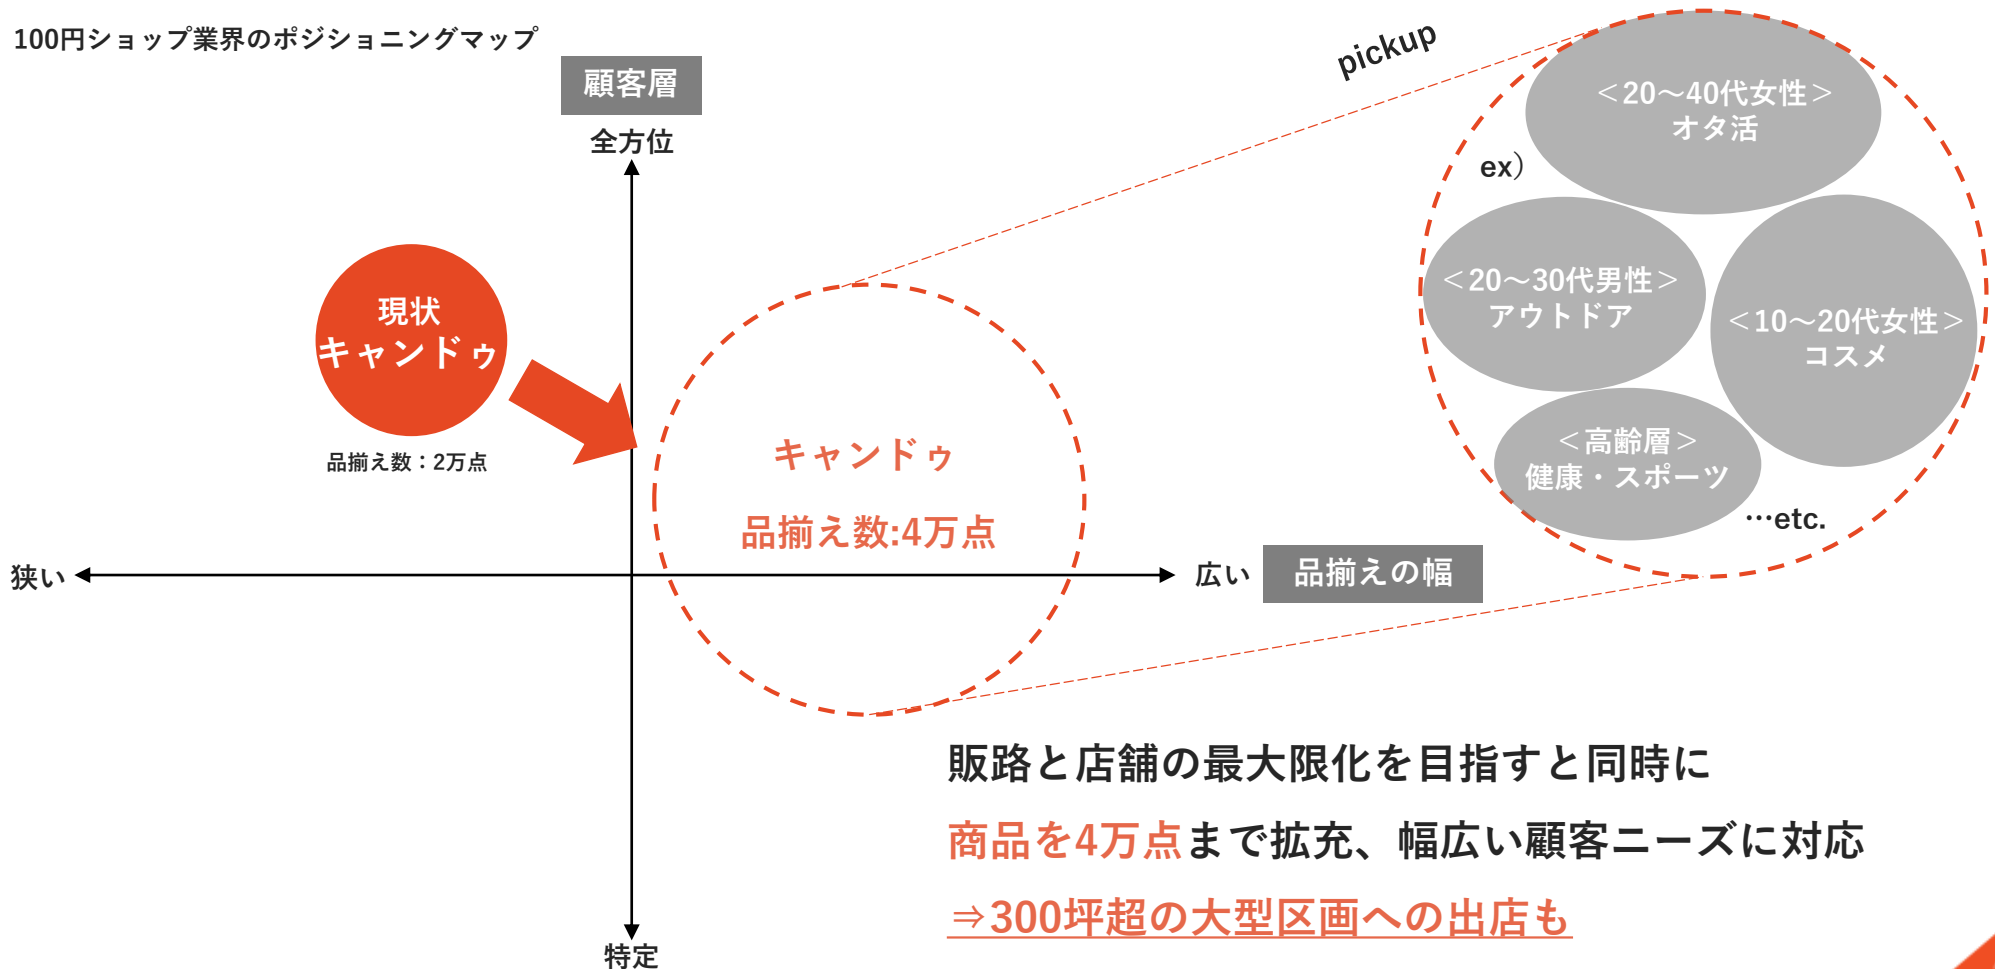 100円ショップ業界のポジショニングマップ
顧客層
全方位
現状
キャンドゥ
品揃え数：2万点
キャンドゥ
品揃え数:4万点
狭い
広い
品揃えの幅
特定
pickup
ex）
＜20～40代女性＞
オタ活
＜20～30代男性＞
アウトドア
＜10～20代女性＞
コスメ
＜高齢層＞
健康・スポーツ
…etc.
販路と店舗の最大限化を目指すと同時に
商品を4万点まで拡充、幅広い顧客ニーズに対応
⇒300坪超の大型区画への出店も